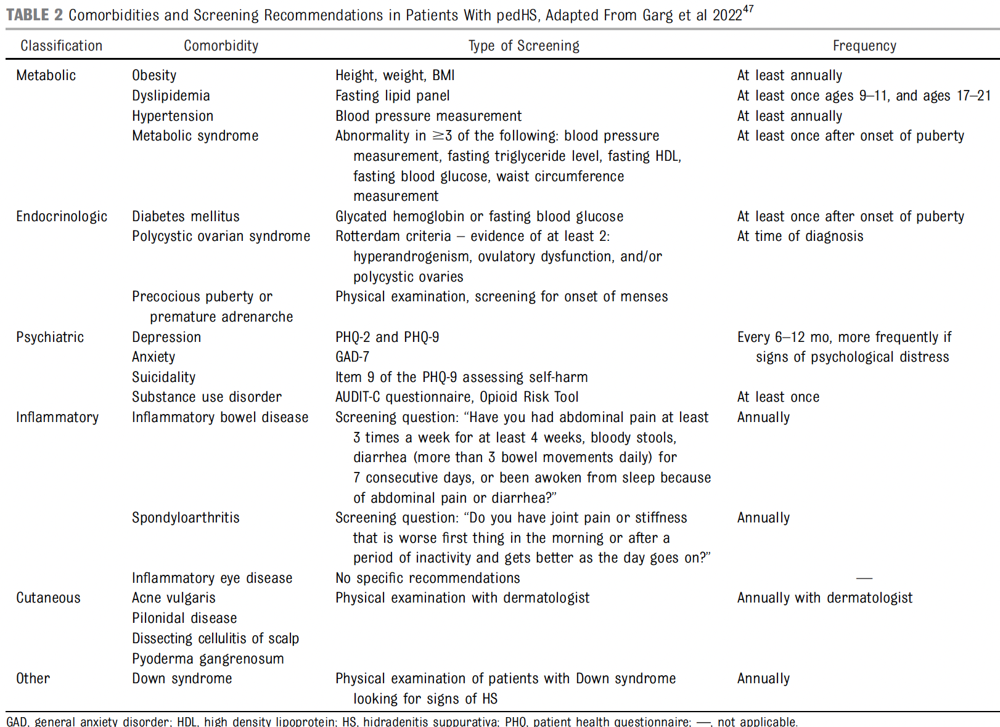 TABLE 2 Comorbidities and Screening Recommendations in Patients With pedHS, Adapted From Garg et al 202247
Classification Comorbidity Type of Screening Frequency
Metabolic Obesity Height, weight, BMI At least annually
Dyslipidemia Fasting lipid panel At least once ages 9–11, and ages 17–21
Hypertension Blood pressure measurement At least annually
Metabolic syndrome Abnormality in ≥3 of the following: blood pressure At least once after onset of puberty
measurement, fasting triglyceride level, fasting HDL,
fasting blood glucose, waist circumference
measurement
Endocrinologic Diabetes mellitus Glycated hemoglobin or fasting blood glucose At least once after onset of puberty
Polycystic ovarian syndrome Rotterdam criteria – evidence of at least 2: At time of diagnosis
hyperandrogenism, ovulatory dysfunction, and/or
polycystic ovaries
Precocious puberty or Physical examination, screening for onset of menses
premature adrenarche
Psychiatric Depression PHQ-2 and PHQ-9 Every 6–12 mo, more frequently if
Anxiety GAD-7 signs of psychological distress
Suicidality Item 9 of the PHQ-9 assessing self-harm
Substance use disorder AUDIT-C questionnaire, Opioid Risk Tool At least once
Inflammatory Inflammatory bowel disease Screening question: “Have you had abdominal pain at least Annually
3 times a week for at least 4 weeks, bloody stools,
diarrhea (more than 3 bowel movements daily) for
7 consecutive days, or been awoken from sleep because
of abdominal pain or diarrhea?”
Spondyloarthritis Screening question: “Do you have joint pain or stiffness Annually
that is worse first thing in the morning or after a
period of inactivity and gets better as the day goes on?”
Inflammatory eye disease No specific recommendations —
Cutaneous Acne vulgaris Physical examination with dermatologist Annually with dermatologist
Pilonidal disease
Dissecting cellulitis of scalp
Pyoderma gangrenosum
Other Down syndrome Physical examination of patients with Down syndrome Annually
looking for signs of HS
GAD, general anxiety disorder; HDL, high density lipoprotein; HS, hidradenitis suppurativa; PHQ, patient health questionnaire; —, not applicable.